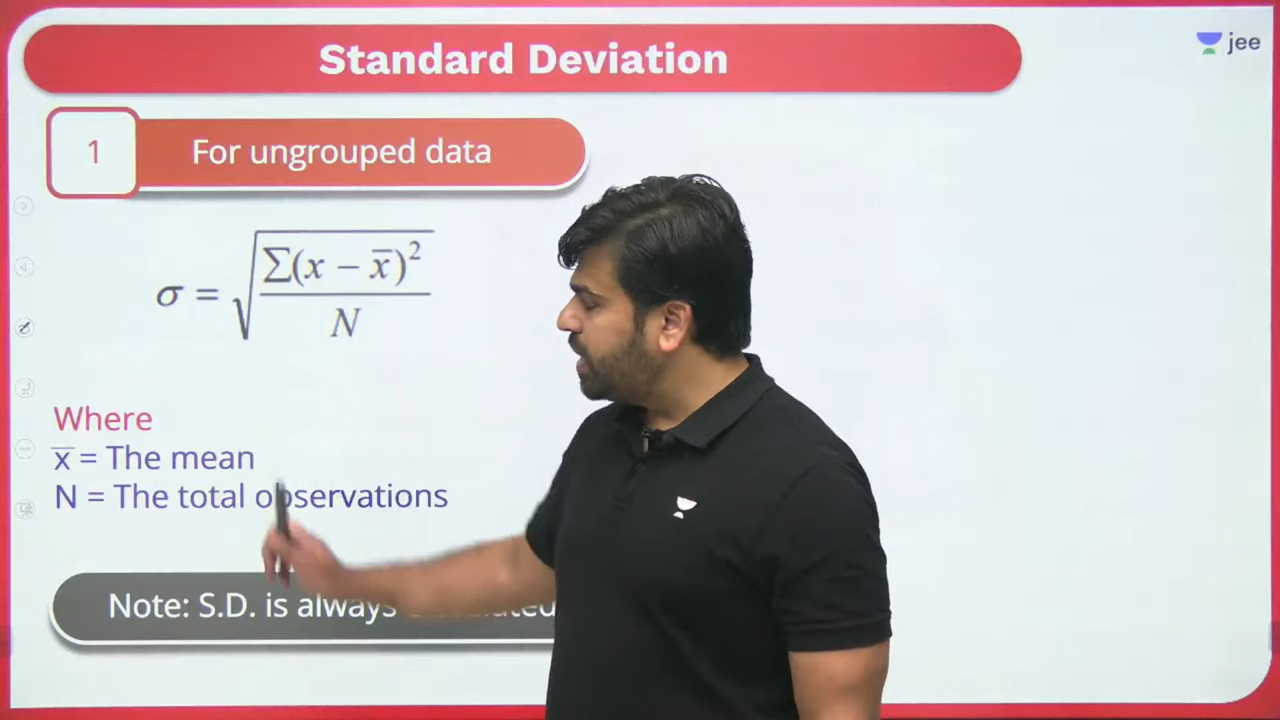 Standard Deviation
jee
1
For ungrouped data
σ = √(Σ(x − x̅)² / N)
Where
x̅ = The mean
N = The total observations
Note: S.D. is always